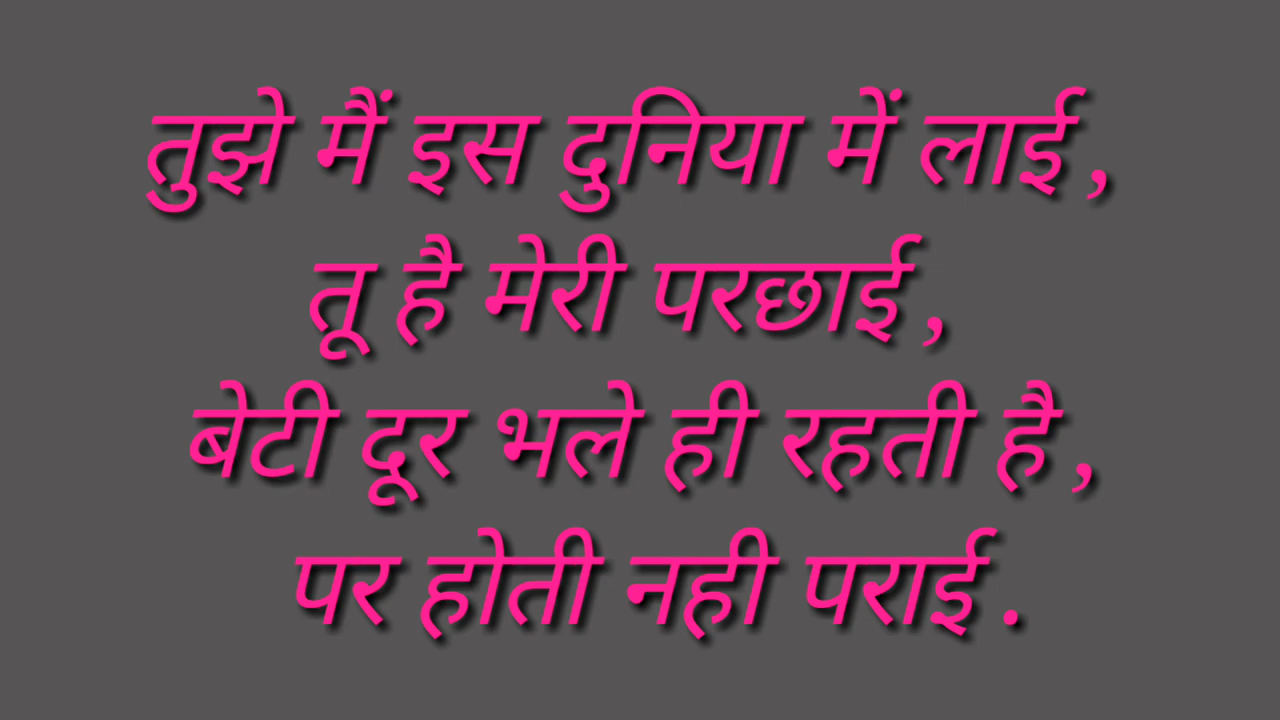 तुझे मैं इस दुनिया में लाई ,
तू है मेरी परछाई ,
बेटी दूर भले ही रहती है ,
पर होती नही पराई .